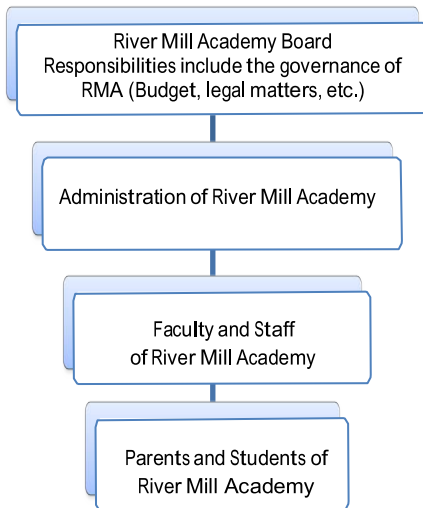 River Mill Academy Board
Responsibilities include the governance of
RMA (Budget, legal matters, etc.)
Administration of River Mill Academy
Faculty and Staff
of River Mill Academy
Parents and Students of
River Mill Academy